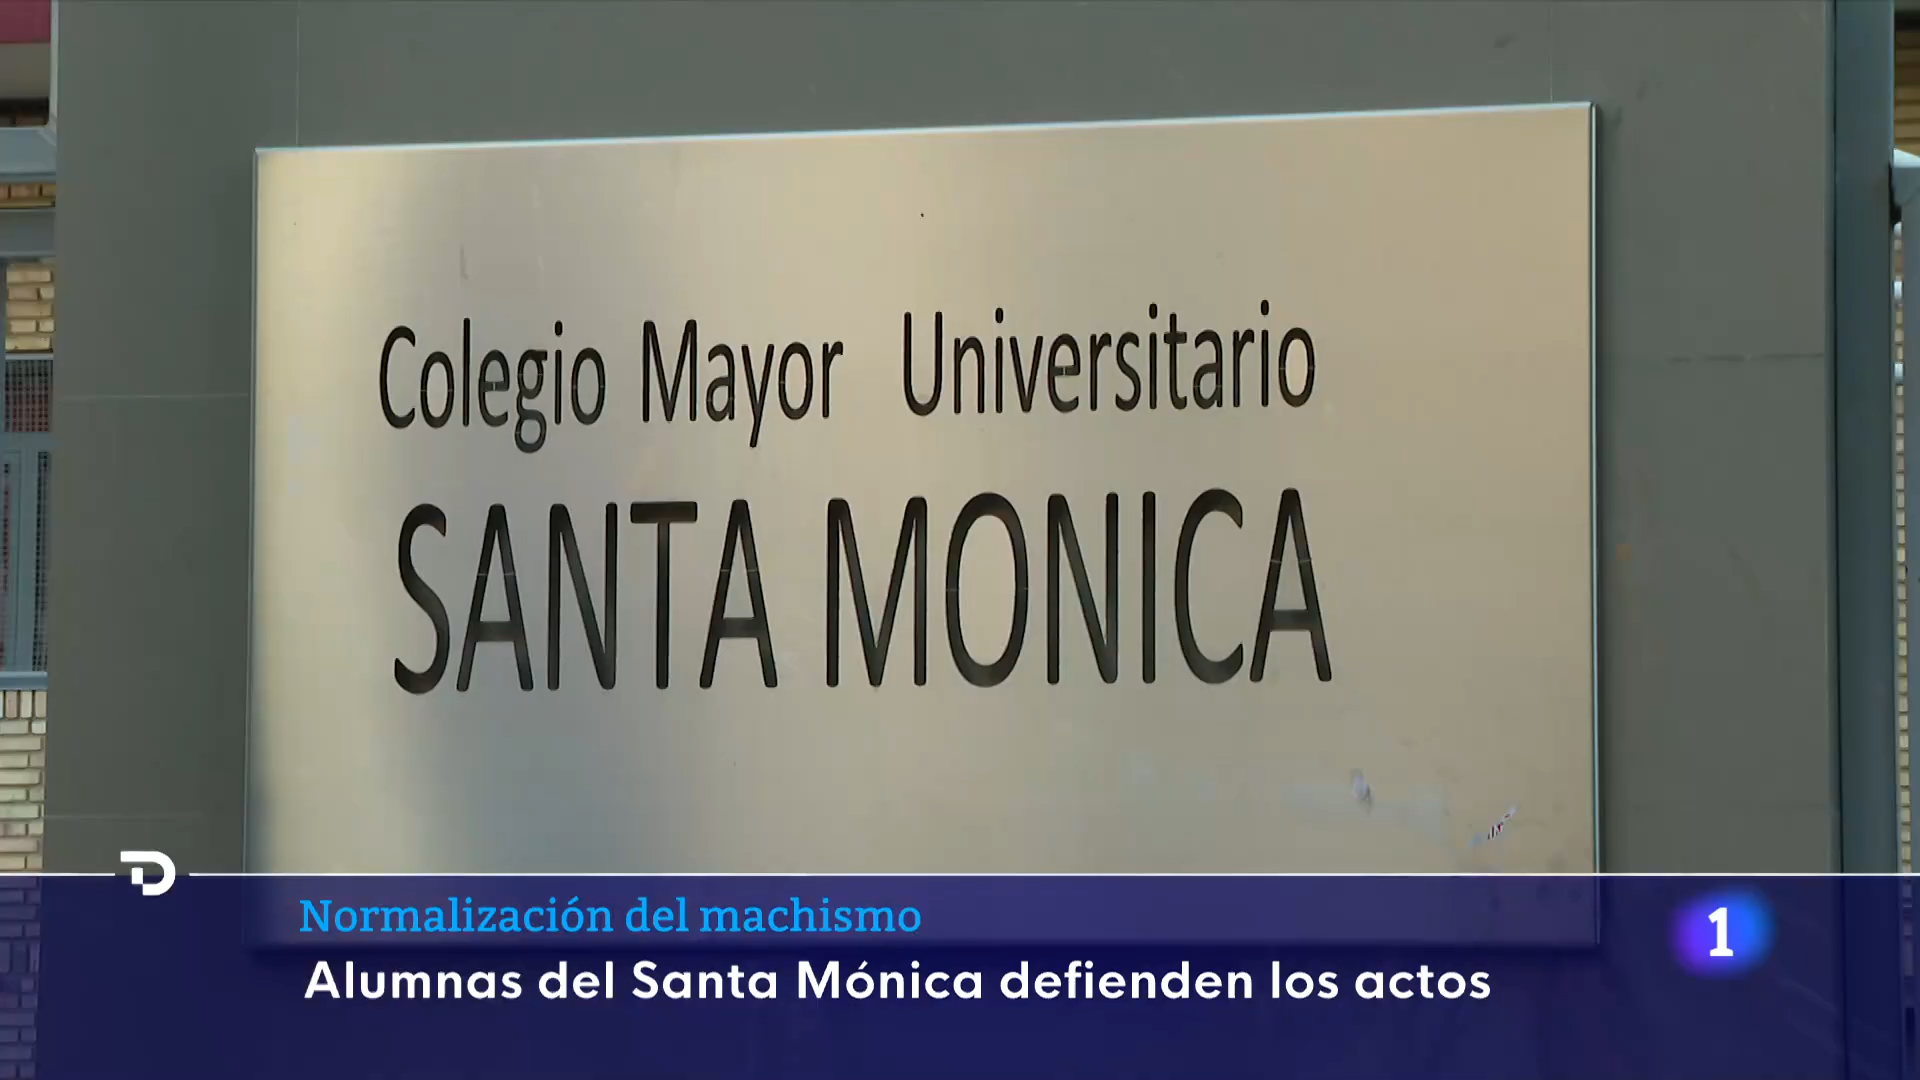 Colegio Mayor Universitario
SANTA MONICA
Normalización del machismo
1
Alumnas del Santa Mónica defienden los actos